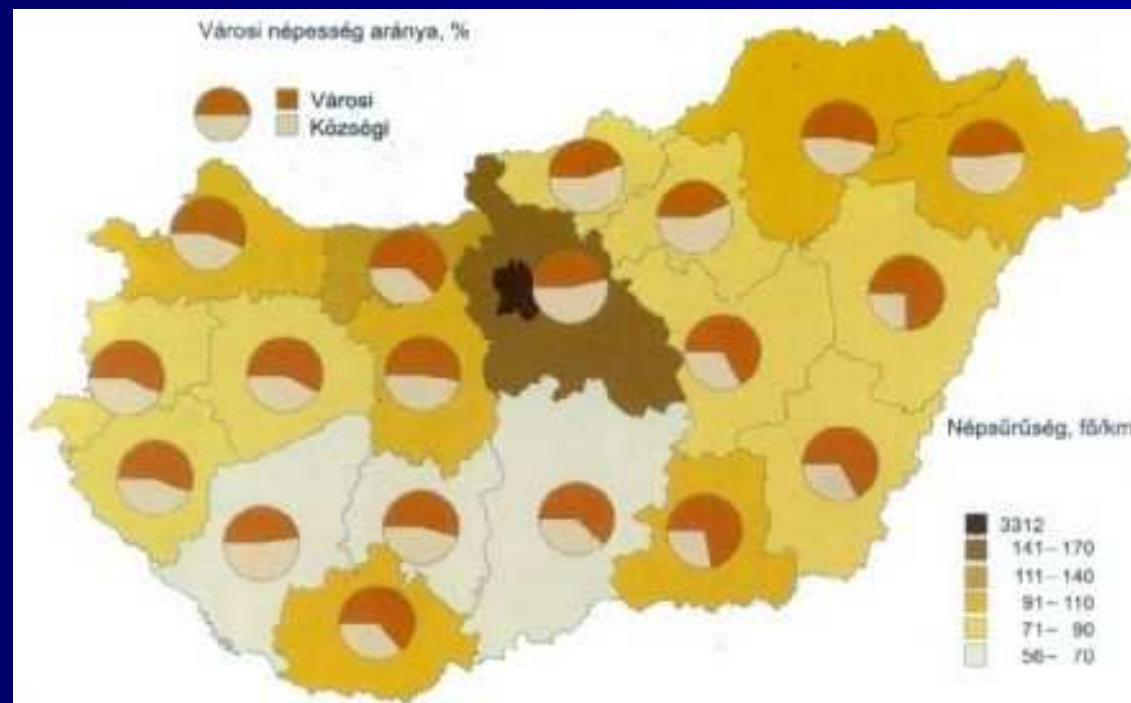 Városi népesség aránya, %
Városi
Községi
Népsűrűség, fő/km
3312
141– 170
111– 140
91– 110
71– 90
56– 70